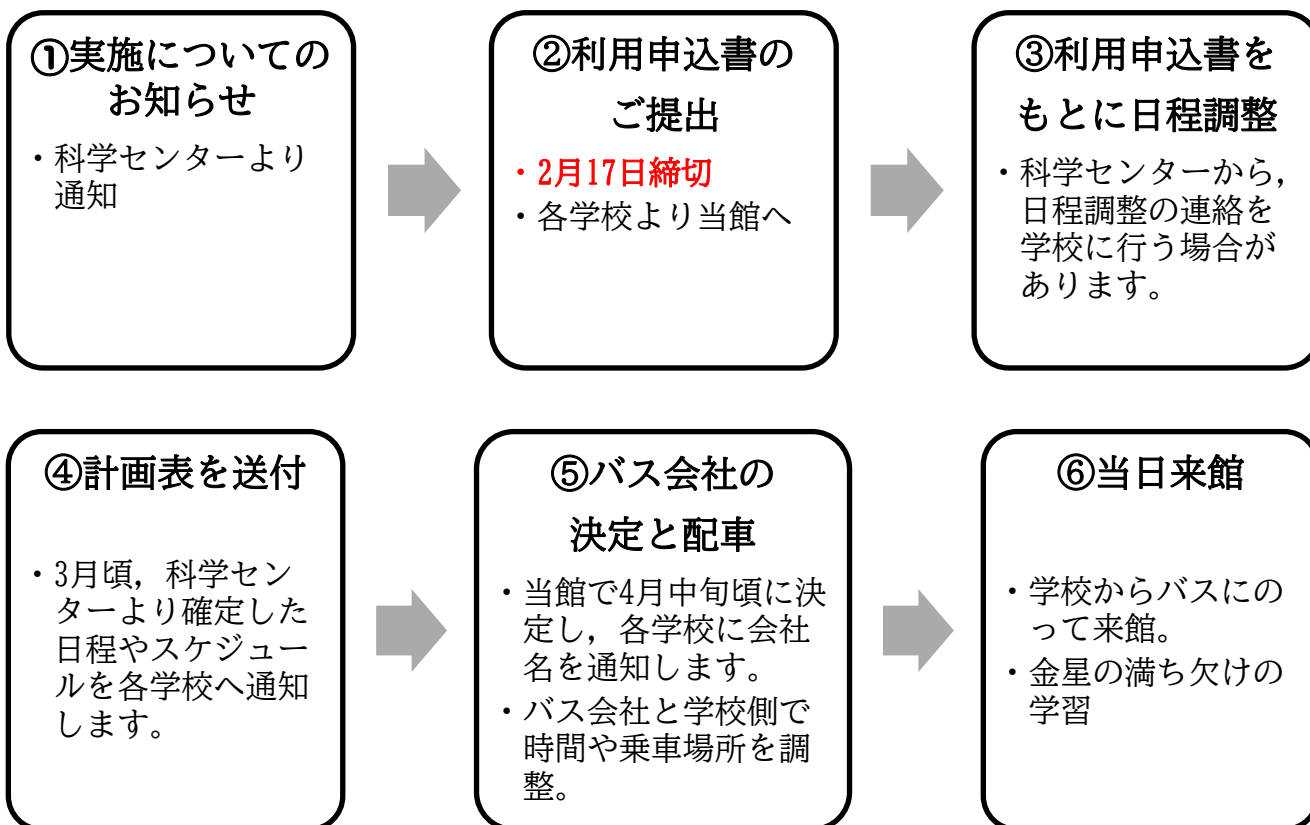 ①実施についての
お知らせ
・科学センターより
通知
②利用申込書の
ご提出
・2月17日締切
・各学校より当館へ
③利用申込書を
もとに日程調整
・科学センターから，
日程調整の連絡を
学校に行う場合が
あります。
④計画表を送付
・3月頃，科学セン
ターより確定した
日程やスケジュー
ルを各学校へ通知
します。
⑤バス会社の
決定と配車
・当館で4月中旬頃に決
定し，各学校に会社
名を通知します。
・バス会社と学校側で
時間や乗車場所を調
整。
⑥当日来館
・学校からバスにの
って来館。
・金星の満ち欠けの
学習